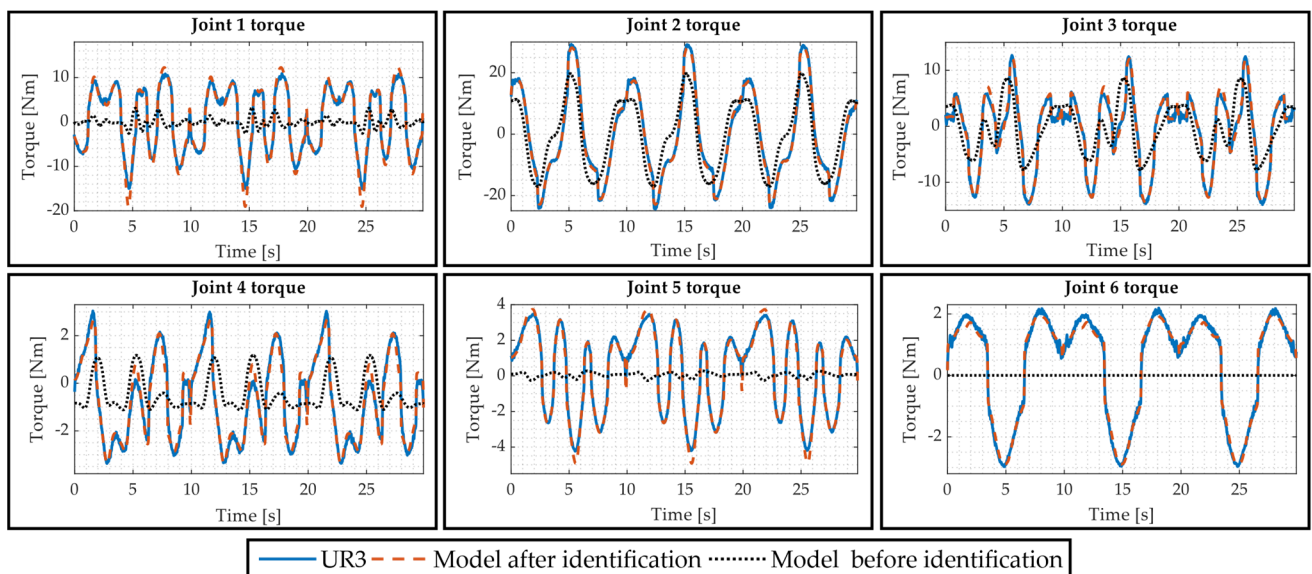 Joint 1 torque
Torque [Nm]
10
0
-10
-20
0 5 10 15 20 25
Time [s]
Joint 2 torque
Torque [Nm]
20
0
-20
0 5 10 15 20 25
Time [s]
Joint 3 torque
Torque [Nm]
10
0
-10
0 5 10 15 20 25
Time [s]
Joint 4 torque
Torque [Nm]
2
0
-2
0 5 10 15 20 25
Time [s]
Joint 5 torque
Torque [Nm]
4
2
0
-2
-4
0 5 10 15 20 25
Time [s]
Joint 6 torque
Torque [Nm]
2
0
-2
0 5 10 15 20 25
Time [s]
UR3 Model after identification Model before identification